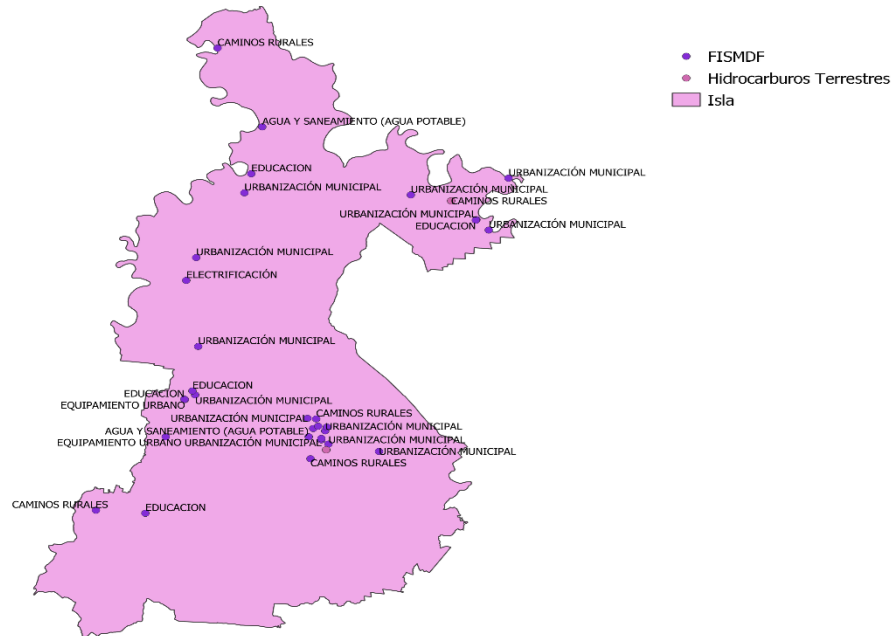 CAMINOS RURALES
FISMDF
Hidrocarburos Terrestres
Isla
AGUA Y SANEAMIENTO (AGUA POTABLE)
EDUCACION
URBANIZACIÓN MUNICIPAL
URBANIZACIÓN MUNICIPAL
URBANIZACIÓN MUNICIPAL
CAMINOS RURALES
URBANIZACIÓN MUNICIPAL
EDUCACION
URBANIZACIÓN MUNICIPAL
URBANIZACIÓN MUNICIPAL
ELECTRIFICACIÓN
URBANIZACIÓN MUNICIPAL
EDUCACION
EDUCACION
EQUIPAMIENTO URBANO
URBANIZACIÓN MUNICIPAL
URBANIZACIÓN MUNICIPAL
CAMINOS RURALES
AGUA Y SANEAMIENTO (AGUA POTABLE)
URBANIZACIÓN MUNICIPAL
EQUIPAMIENTO URBANO
URBANIZACIÓN MUNICIPAL
URBANIZACIÓN MUNICIPAL
URBANIZACIÓN MUNICIPAL
CAMINOS RURALES
CAMINOS RURALES
EDUCACION